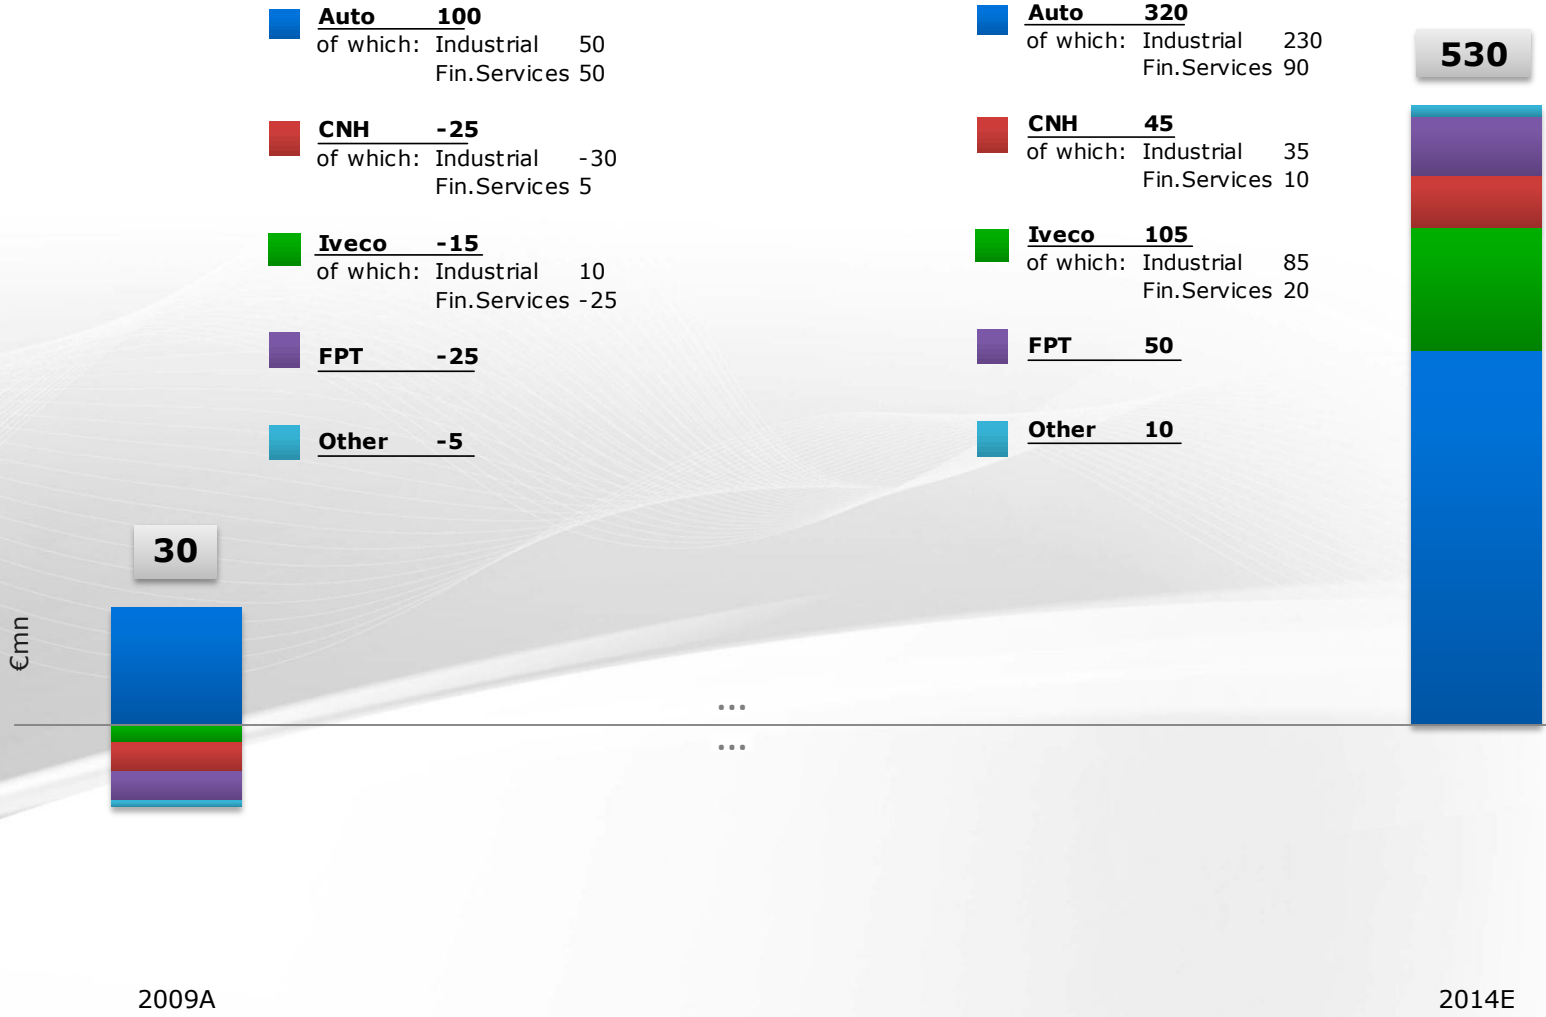 Auto 100
of which: Industrial 50
Fin.Services 50
CNH -25
of which: Industrial -30
Fin.Services 5
Iveco -15
of which: Industrial 10
Fin.Services -25
FPT -25
Other -5
Auto 320
of which: Industrial 230
Fin.Services 90
CNH 45
of which: Industrial 35
Fin.Services 10
Iveco 105
of which: Industrial 85
Fin.Services 20
FPT 50
Other 10
530
30
€mn
...
...
2009A
2014E